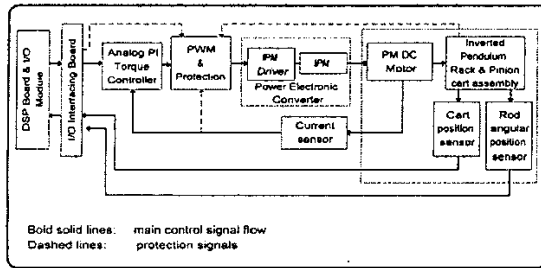 DSP Board & I/O
Module
I/O Interfacing Board
Analog PI
Torque
Controller
PWM
&
Protection
IPM
Driver
IPM
Power Electronic
Converter
PM DC
Motor
Inverted
Pendulum
Rack & Pinion
cart assembly
Current
sensor
Cart
position
sensor
Rod
angular
position
sensor
Bold solid lines: main control signal flow
Dashed lines: protection signals